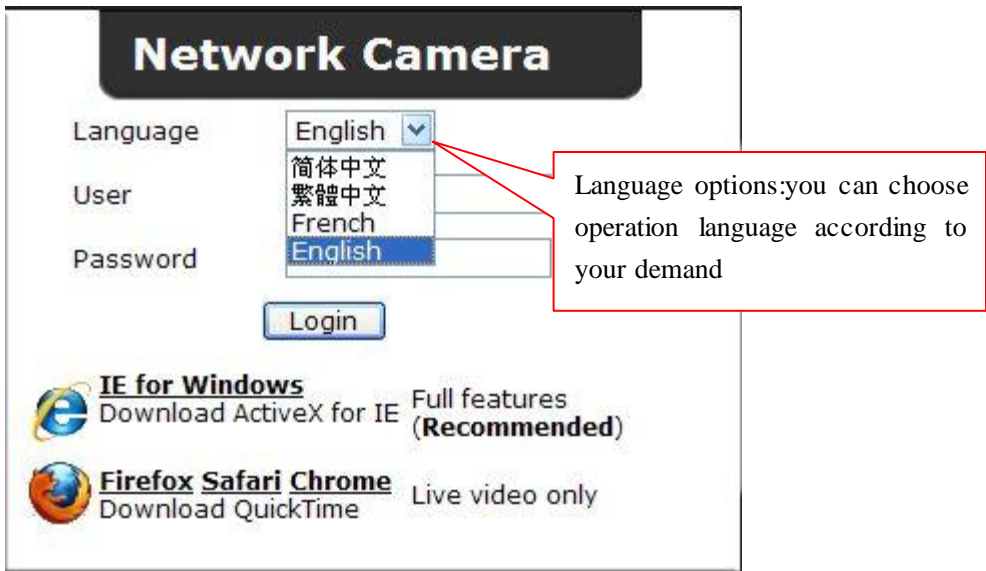 Network Camera
Language English
简体中文
繁體中文
French
English
User
Password
Language options:you can choose
operation language according to
your demand
Login
IE for Windows
Download ActiveX for IE
Full features
(Recommended)
Firefox Safari Chrome
Download QuickTime
Live video only